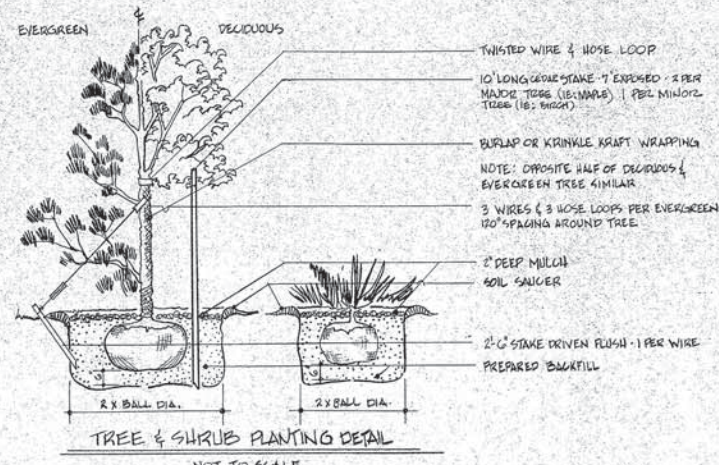 EVERGREEN
DECIDUOUS
TWISTED WIRE & HOSE LOOP
10' LONG CEDAR STAKE - 7' EXPOSED - 2 PER
MAJOR TREE (IE: MAPLE) 1 PER MINOR
TREE (IE: BIRCH)
BURLAP OR KRINKLE KRAFT WRAPPING
NOTE: OPPOSITE HALF OF DECIDUOUS &
EVERGREEN TREE SIMILAR
3 WIRES & 3 HOSE LOOPS PER EVERGREEN
120° SPACING AROUND TREE
2" DEEP MULCH
SOIL SAUCER
2'-6" STAKE DRIVEN FLUSH - 1 PER WIRE
PREPARED BACKFILL
2 X BALL DIA.
2 X BALL DIA.
TREE & SHRUB PLANTING DETAIL
NOT TO SCALE